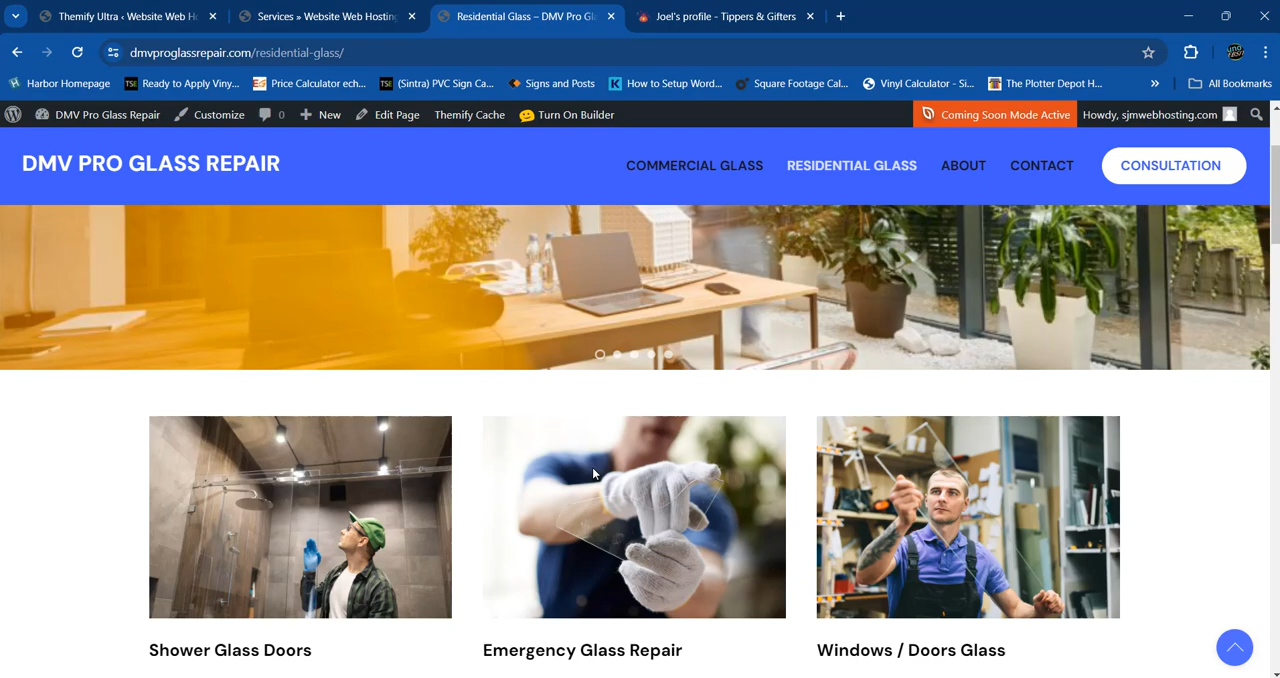 Themify Ultra ‹ Website Web Ho
Services » Website Web Hosting
Residential Glass – DMV Pro Gla
Joel's profile - Tippers & Gifters
dmvproglassrepair.com/residential-glass/
Harbor Homepage
TSE Ready to Apply Viny...
Price Calculator ech...
TSE (Sintra) PVC Sign Ca...
Signs and Posts
K How to Setup Word...
Square Footage Cal...
Vinyl Calculator - Si...
The Plotter Depot H...
» All Bookmarks
DMV Pro Glass Repair
Customize
0
New
Edit Page
Themify Cache
Turn On Builder
Coming Soon Mode Active
Howdy, sjmwebhosting.com
DMV PRO GLASS REPAIR
COMMERCIAL GLASS
RESIDENTIAL GLASS
ABOUT
CONTACT
CONSULTATION
Shower Glass Doors
Emergency Glass Repair
Windows / Doors Glass